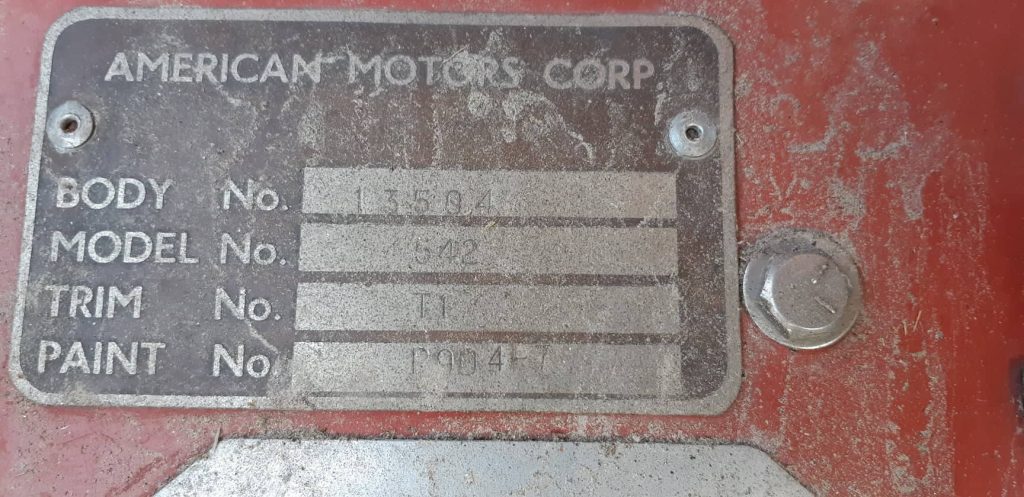 AMERICAN MOTORS CORP.
BODY No. 13504
MODEL No. 542
TRIM No. T1
PAINT No.